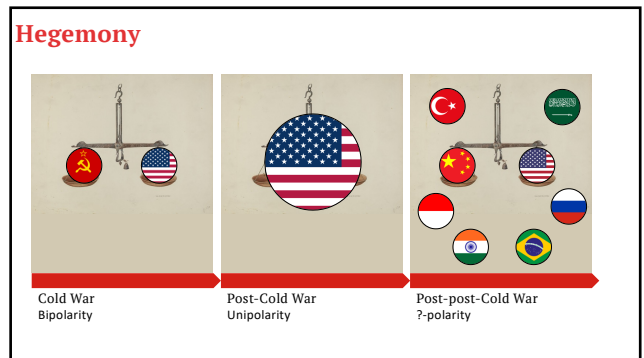 Hegemony
Cold War
Bipolarity
Post-Cold War
Unipolarity
Post-post-Cold War
?-polarity